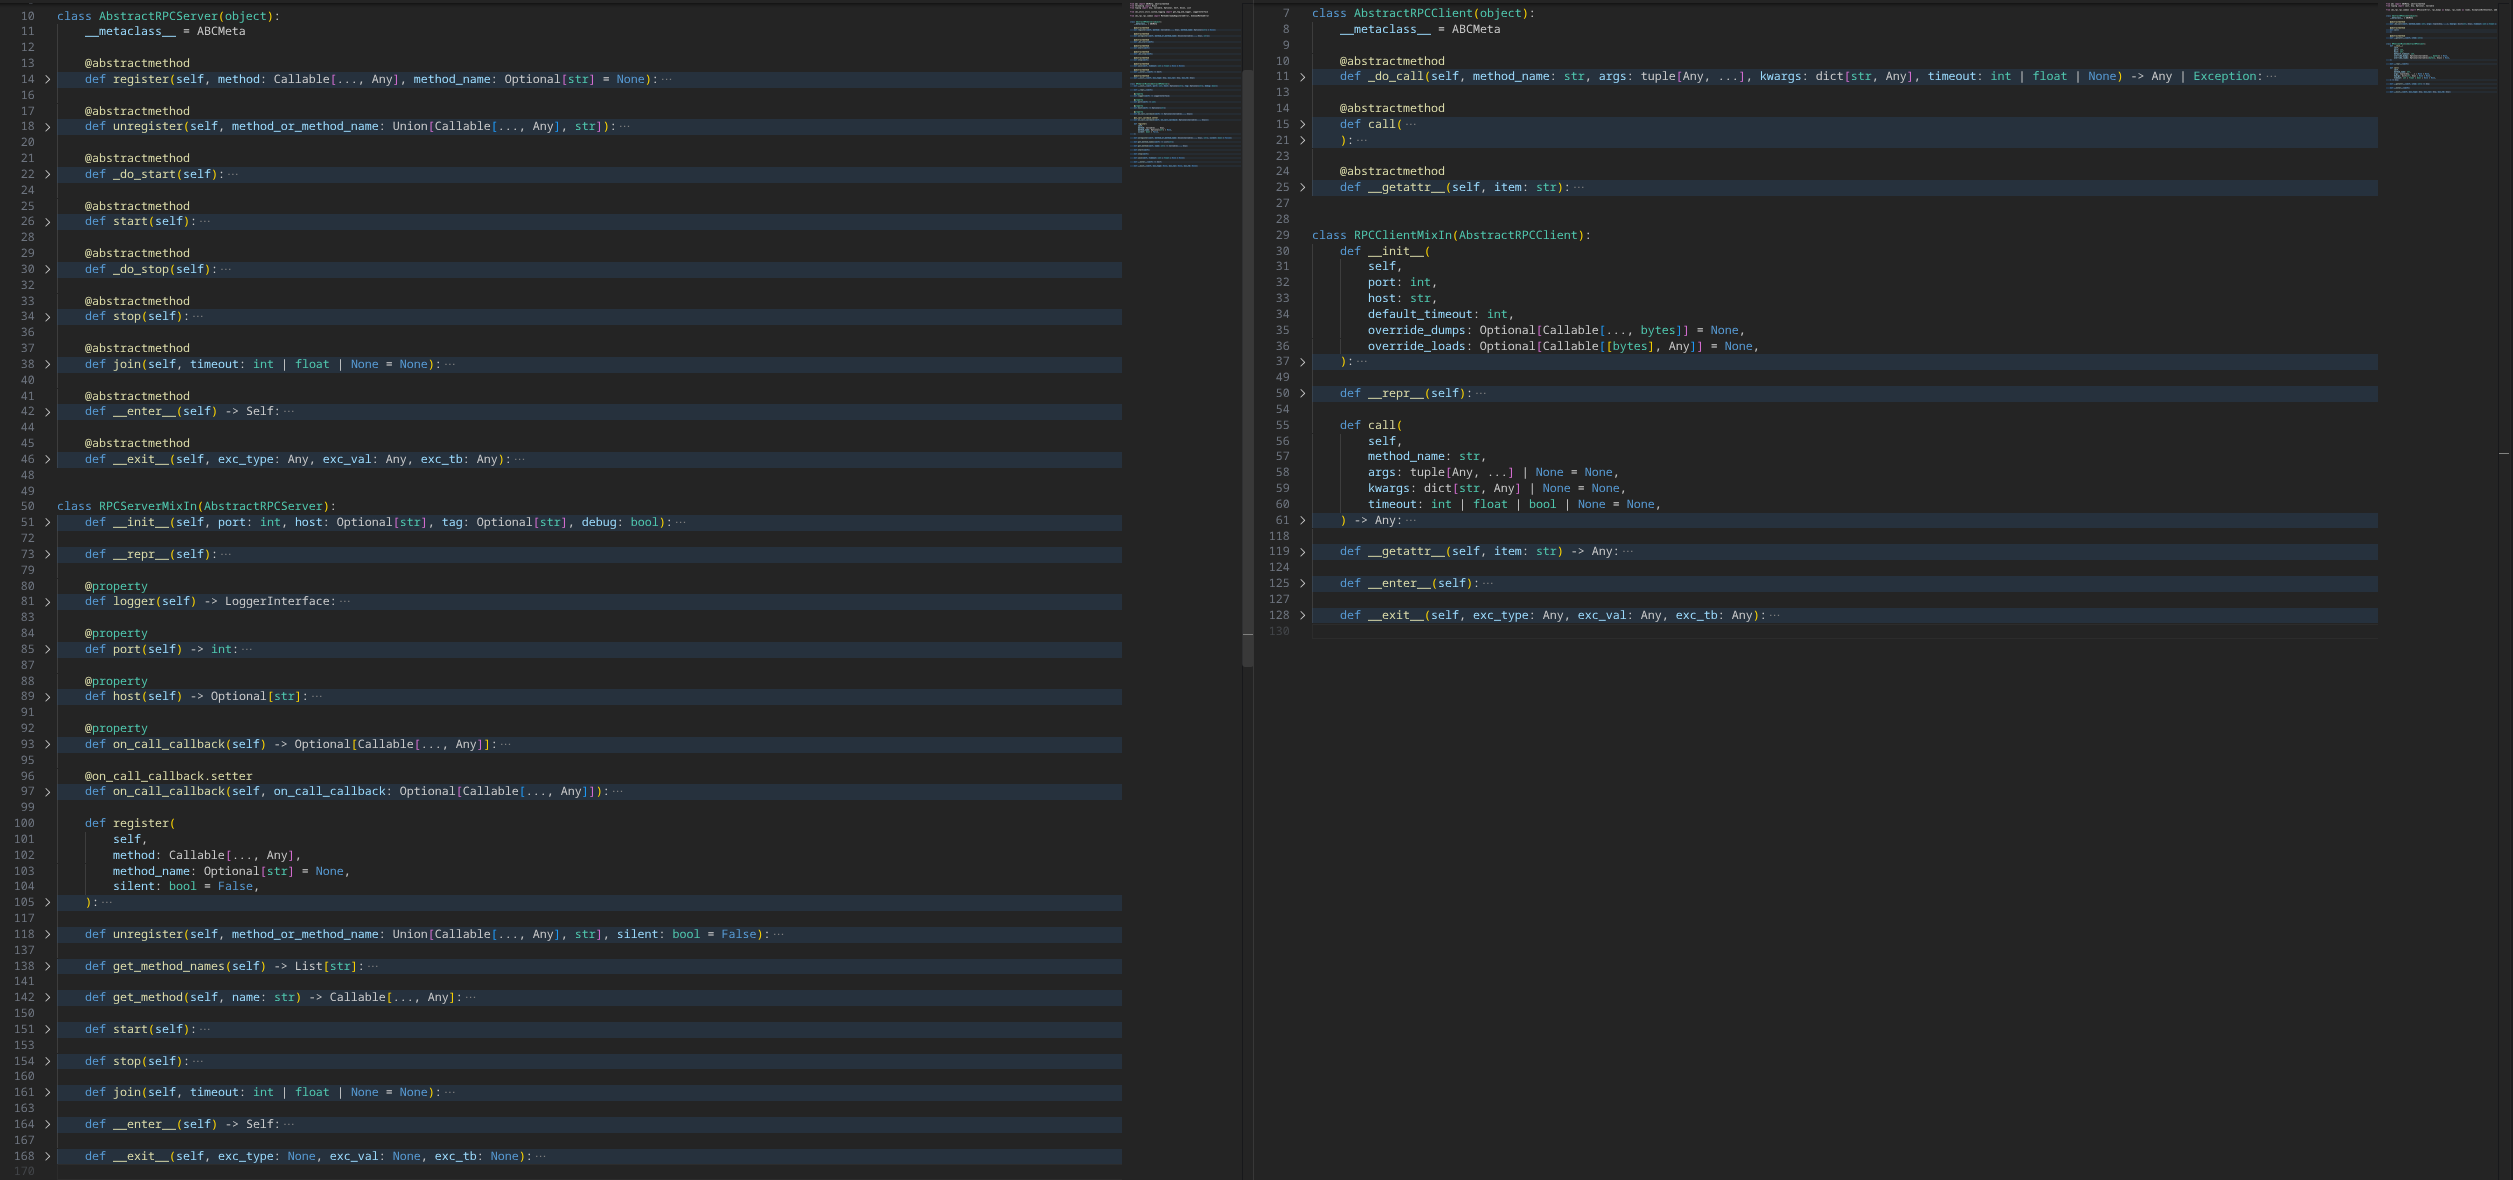 10 class AbstractRPCServer(object):
11     __metaclass__ = ABCMeta
12
13     @abstractmethod
14 >     def register(self, method: Callable[..., Any], method_name: Optional[str] = None):···
16
17     @abstractmethod
18 >     def unregister(self, method_or_method_name: Union[Callable[..., Any], str]):···
20
21     @abstractmethod
22 >     def _do_start(self):···
24
25     @abstractmethod
26 >     def start(self):···
28
29     @abstractmethod
30 >     def _do_stop(self):···
32
33     @abstractmethod
34 >     def stop(self):···
36
37     @abstractmethod
38 >     def join(self, timeout: int | float | None = None):···
40
41     @abstractmethod
42 >     def __enter__(self) -> Self:···
44
45     @abstractmethod
46 >     def __exit__(self, exc_type: Any, exc_val: Any, exc_tb: Any):···
48
49
50 class RPCServerMixIn(AbstractRPCServer):
51 >     def __init__(self, port: int, host: Optional[str], tag: Optional[str], debug: bool):···
72
73 >     def __repr__(self):···
79
80     @property
81 >     def logger(self) -> LoggerInterface:···
83
84     @property
85 >     def port(self) -> int:···
87
88     @property
89 >     def host(self) -> Optional[str]:···
91
92     @property
93 >     def on_call_callback(self) -> Optional[Callable[..., Any]]:···
95
96     @on_call_callback.setter
97 >     def on_call_callback(self, on_call_callback: Optional[Callable[..., Any]]):···
99
100     def register(
101         self,
102         method: Callable[..., Any],
103         method_name: Optional[str] = None,
104         silent: bool = False,
105 >     ):···
117
118 >     def unregister(self, method_or_method_name: Union[Callable[..., Any], str], silent: bool = False):···
137
138 >     def get_method_names(self) -> List[str]:···
141
142 >     def get_method(self, name: str) -> Callable[..., Any]:···
150
151 >     def start(self):···
153
154 >     def stop(self):···
160
161 >     def join(self, timeout: int | float | None = None):···
163
164 >     def __enter__(self) -> Self:···
167
168 >     def __exit__(self, exc_type: None, exc_val: None, exc_tb: None):···
170
7 class AbstractRPCClient(object):
8     __metaclass__ = ABCMeta
9
10     @abstractmethod
11 >     def _do_call(self, method_name: str, args: tuple[Any, ...], kwargs: dict[str, Any], timeout: int | float | None) -> Any | Exception:···
13
14     @abstractmethod
15 >     def call(···
21 >     ):···
23
24     @abstractmethod
25 >     def __getattr__(self, item: str):···
27
28
29 class RPCClientMixIn(AbstractRPCClient):
30     def __init__(
31         self,
32         port: int,
33         host: str,
34         default_timeout: int,
35         override_dumps: Optional[Callable[..., bytes]] = None,
36         override_loads: Optional[Callable[[bytes], Any]] = None,
37 >     ):···
49
50 >     def __repr__(self):···
54
55     def call(
56         self,
57         method_name: str,
58         args: tuple[Any, ...] | None = None,
59         kwargs: dict[str, Any] | None = None,
60         timeout: int | float | bool | None = None,
61 >     ) -> Any:···
118
119 >     def __getattr__(self, item: str) -> Any:···
124
125 >     def __enter__(self):···
127
128 >     def __exit__(self, exc_type: Any, exc_val: Any, exc_tb: Any):···
130